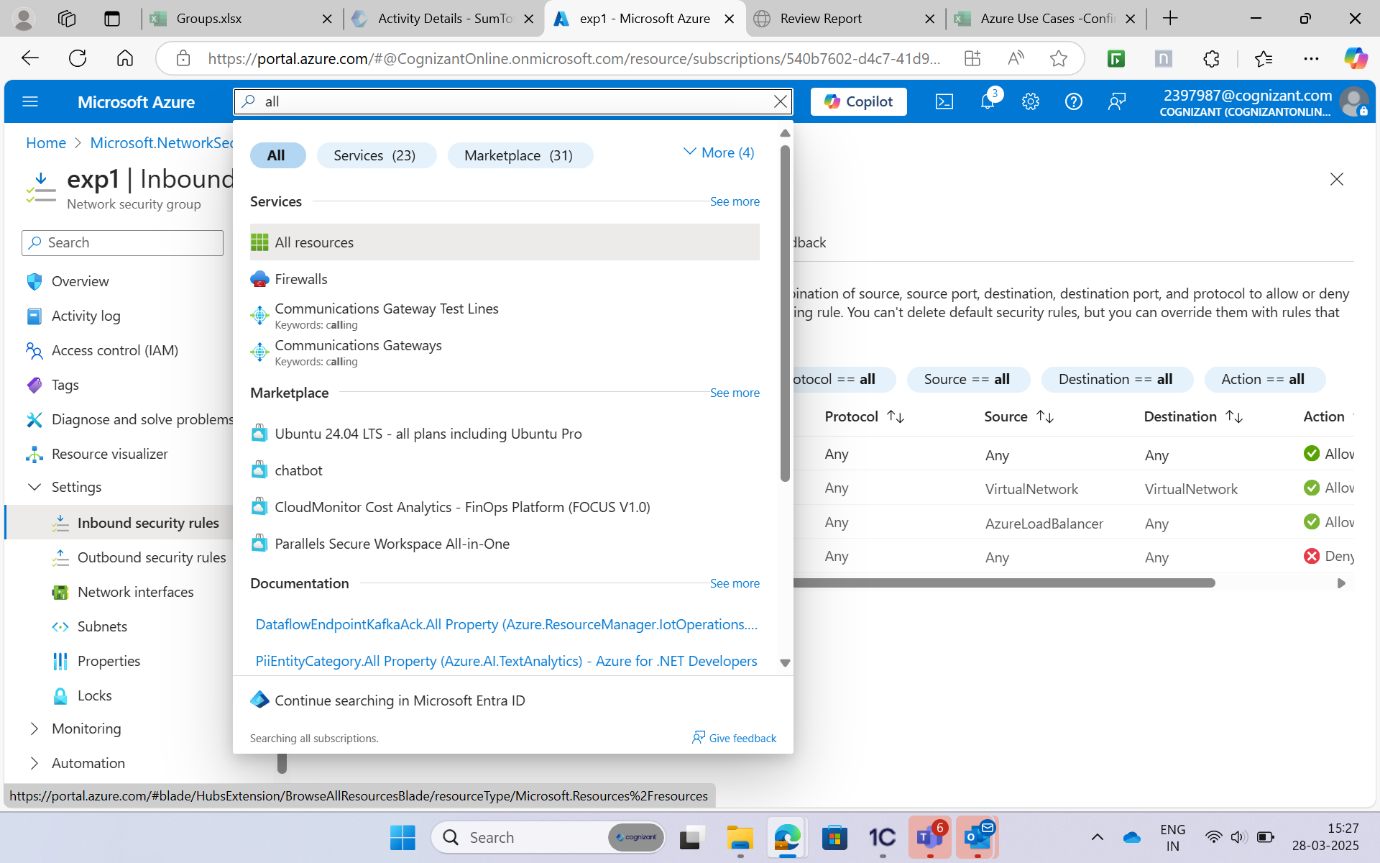 Groups.xlsx
Activity Details - SumTo
exp1 - Microsoft Azure
Review Report
Azure Use Cases -Confi
https://portal.azure.com/#@CognizantOnline.onmicrosoft.com/resource/subscriptions/540b7602-d4c7-41d9...
Microsoft Azure
all
Copilot
3
2397987@cognizant.com
COGNIZANT (COGNIZANTONLIN...
Home > Microsoft.NetworkSec
exp1 | Inbound
Network security group
Search
Overview
Activity log
Access control (IAM)
Tags
Diagnose and solve problems
Resource visualizer
Settings
Inbound security rules
Outbound security rules
Network interfaces
Subnets
Properties
Locks
Monitoring
Automation
All
Services (23)
Marketplace (31)
More (4)
Services
See more
All resources
Firewalls
Communications Gateway Test Lines
Keywords: calling
Communications Gateways
Keywords: calling
Marketplace
See more
Ubuntu 24.04 LTS - all plans including Ubuntu Pro
chatbot
CloudMonitor Cost Analytics - FinOps Platform (FOCUS V1.0)
Parallels Secure Workspace All-in-One
Documentation
See more
DataflowEndpointKafkaAck.All Property (Azure.ResourceManager.IotOperations....
PiiEntityCategory.All Property (Azure.AI.TextAnalytics) - Azure for .NET Developers
Continue searching in Microsoft Entra ID
Searching all subscriptions.
Give feedback
dback
ination of source, source port, destination, destination port, and protocol to allow or deny
ing rule. You can't delete default security rules, but you can override them with rules that
otocol == all
Source == all
Destination == all
Action == all
Protocol Source Destination Action
Any Any Any Allow
Any VirtualNetwork VirtualNetwork Allow
Any AzureLoadBalancer Any Allow
Any Any Any Deny
https://portal.azure.com/#blade/HubsExtension/BrowseAllResourcesBlade/resourceType/Microsoft.Resources%2Fresources
Search
cognizant
1C
6
ENG
IN
15:27
28-03-2025